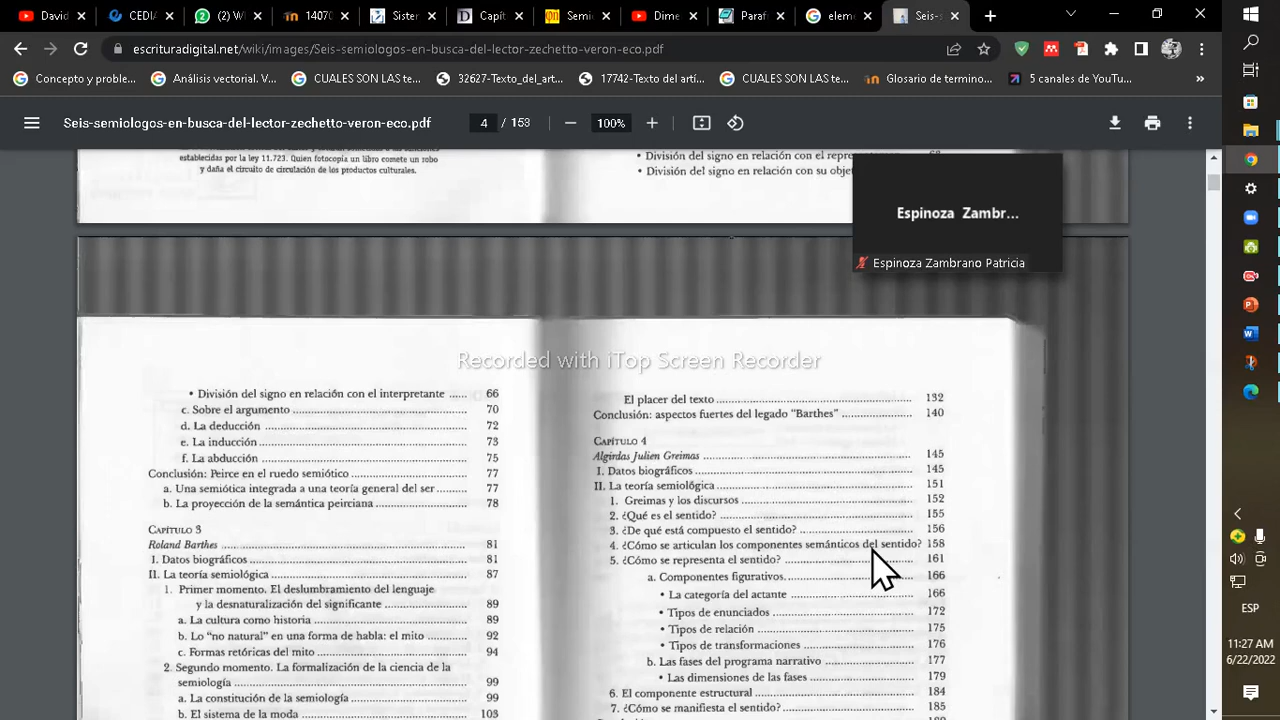 David
CEDIA
(2) W
14070
Sister
Capít
Semi
Dime
Paraf
eleme
Seis-s
escrituradigital.net/wiki/images/Seis-semiologos-en-busca-del-lector-zechetto-veron-eco.pdf
Concepto y proble...
Análisis vectorial. V...
CUALES SON LAS te...
32627-Texto_del_art...
17742-Texto del artí...
CUALES SON LAS te...
Glosario de termino...
5 canales de YouTu...
»
Seis-semiologos-en-busca-del-lector-zechetto-veron-eco.pdf
4 / 153
100%
establecidas por la ley 11.723. Quien fotocopia un libro comete un robo
y daña el circuito de circulación de los productos culturales.
• División del signo en relación con el
• División del signo en relación con su obje
Espinoza Zambr...
Espinoza Zambrano Patricia
Recorded with iTop Screen Recorder
• División del signo en relación con el interpretante ..... 66
c. Sobre el argumento ..... 70
d. La deducción ..... 72
e. La inducción ..... 73
f. La abducción ..... 75
Conclusión: Peirce en el ruedo semiótico ..... 77
a. Una semiótica integrada a una teoría general del ser ..... 77
b. La proyección de la semántica peirciana ..... 78
CAPÍTULO 3
Roland Barthes ..... 81
I. Datos biográficos ..... 81
II. La teoría semiológica ..... 87
1. Primer momento. El deslumbramiento del lenguaje
y la desnaturalización del significante ..... 89
a. La cultura como historia ..... 89
b. Lo "no natural" en una forma de habla: el mito ..... 92
c. Formas retóricas del mito ..... 94
2. Segundo momento. La formalización de la ciencia de la
semiología ..... 99
a. La constitución de la semiología ..... 99
b. El sistema de la moda ..... 103
El placer del texto ..... 132
Conclusión: aspectos fuertes del legado "Barthes" ..... 140
CAPÍTULO 4
Algirdas Julien Greimas ..... 145
I. Datos biográficos ..... 145
II. La teoría semiológica ..... 151
1. Greimas y los discursos ..... 152
2. ¿Qué es el sentido? ..... 155
3. ¿De qué está compuesto el sentido? ..... 156
4. ¿Cómo se articulan los componentes semánticos del sentido? 158
5. ¿Cómo se representa el sentido? ..... 161
a. Componentes figurativos ..... 166
• La categoría del actante ..... 166
• Tipos de enunciados ..... 172
• Tipos de relación ..... 175
• Tipos de transformaciones ..... 176
b. Las fases del programa narrativo ..... 177
• Las dimensiones de las fases ..... 179
6. El componente estructural ..... 184
7. ¿Cómo se manifiesta el sentido? ..... 185
ESP
11:27 AM
6/22/2022